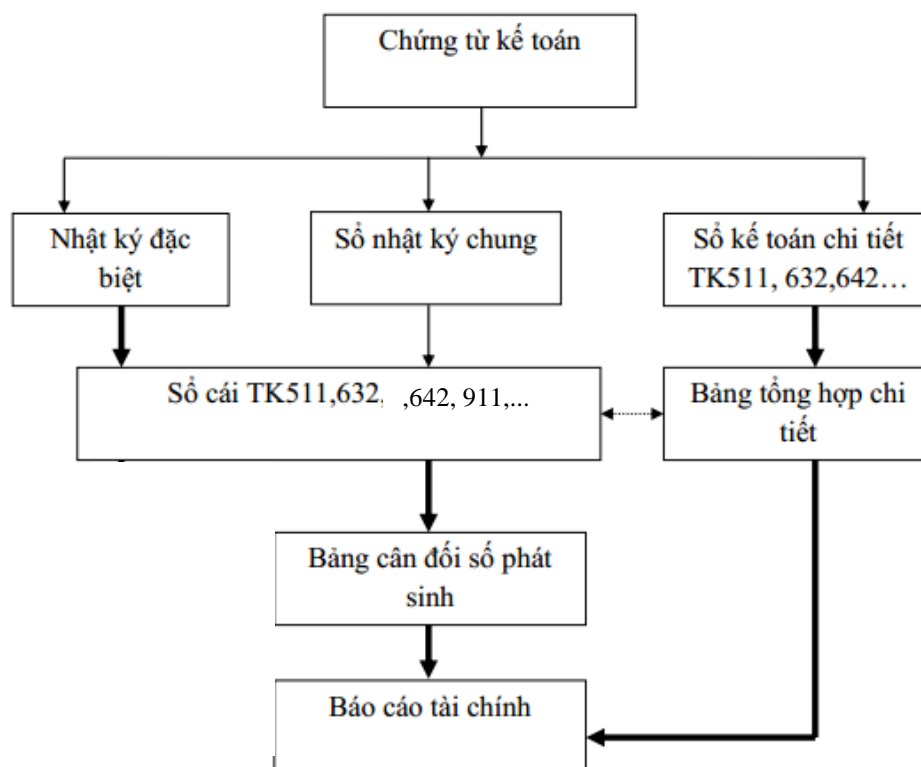 Chứng từ kế toán
Nhật ký đặc
biệt
Sổ nhật ký chung
Sổ kế toán chi tiết
TK511, 632,642…
Sổ cái TK511,632, ,642, 911,...
Bảng tổng hợp chi
tiết
Bảng cân đối số phát
sinh
Báo cáo tài chính